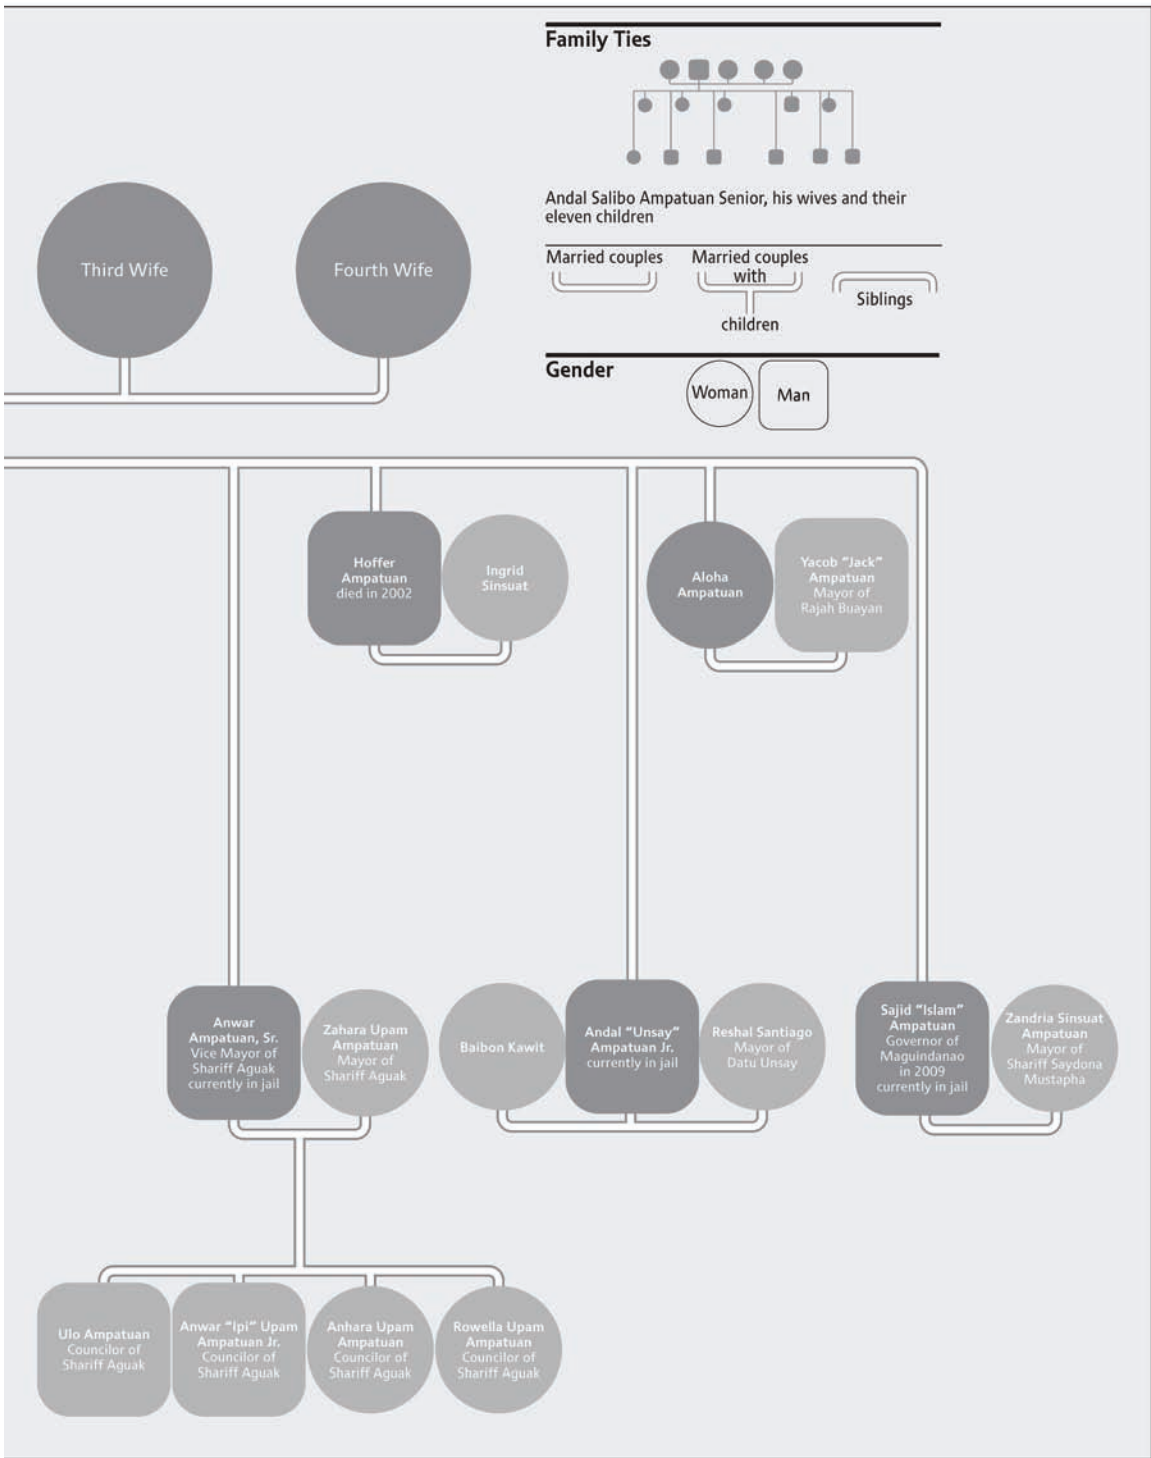 Family Ties
Andal Salibo Ampatuan Senior, his wives and their
eleven children
Married couples
Married couples
with
children
Siblings
Gender
Woman
Man
Third Wife
Fourth Wife
Hoffer
Ampatuan
died in 2002
Ingrid
Sinsuat
Aloha
Ampatuan
Yacob “Jack”
Ampatuan
Mayor of
Rajah Buayan
Anwar
Ampatuan, Sr.
Vice Mayor of
Shariff Aguak
currently in jail
Zahara Upam
Ampatuan
Mayor of
Shariff Aguak
Baibon Kawit
Andal “Unsay”
Ampatuan Jr.
currently in jail
Reshal Santiago
Mayor of
Datu Unsay
Sajid “Islam”
Ampatuan
Governor of
Maguindanao
in 2009
currently in jail
Zandria Sinsuat
Ampatuan
Mayor of
Shariff Saydona
Mustapha
Ulo Ampatuan
Councilor of
Shariff Aguak
Anwar “Ipi” Upam
Ampatuan Jr.
Councilor of
Shariff Aguak
Anhara Upam
Ampatuan
Councilor of
Shariff Aguak
Rowella Upam
Ampatuan
Councilor of
Shariff Aguak